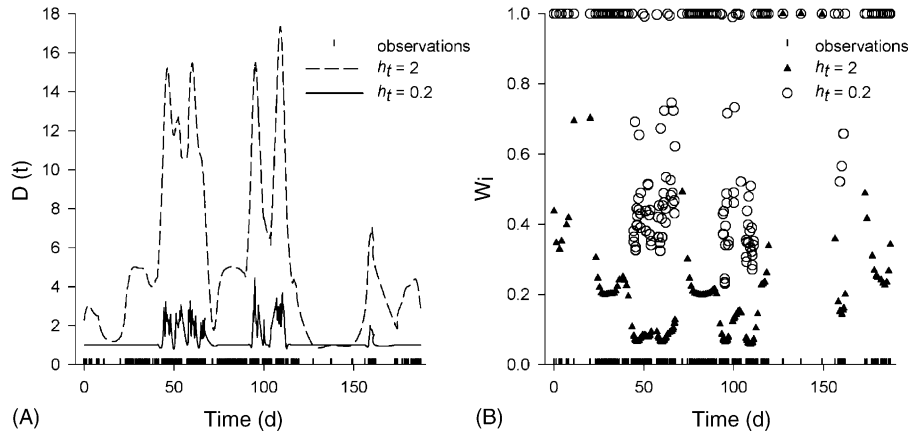 18
16
14
12
10
8
6
4
2
0
D (t)
observations
h_t = 2
h_t = 0.2
0 50 100 150
Time (d)
(A)
1.0
0.8
0.6
0.4
0.2
0.0
W_i
observations
h_t = 2
h_t = 0.2
0 50 100 150
Time (d)
(B)